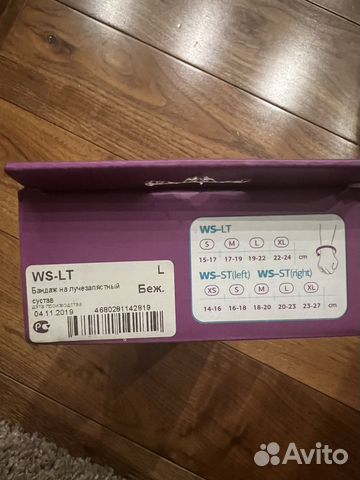 WS-LT
S M L XL
15-17 17-19 19-22 22-24 cm
WS-ST(left) WS-ST(right)
XS S M L XL
14-16 16-18 18-20 20-23 23-27 cm
WS-LT L
Бандаж на лучезапястный Беж.
сустав
дата производства
04.11.2019 4680281142819
РС
Avito